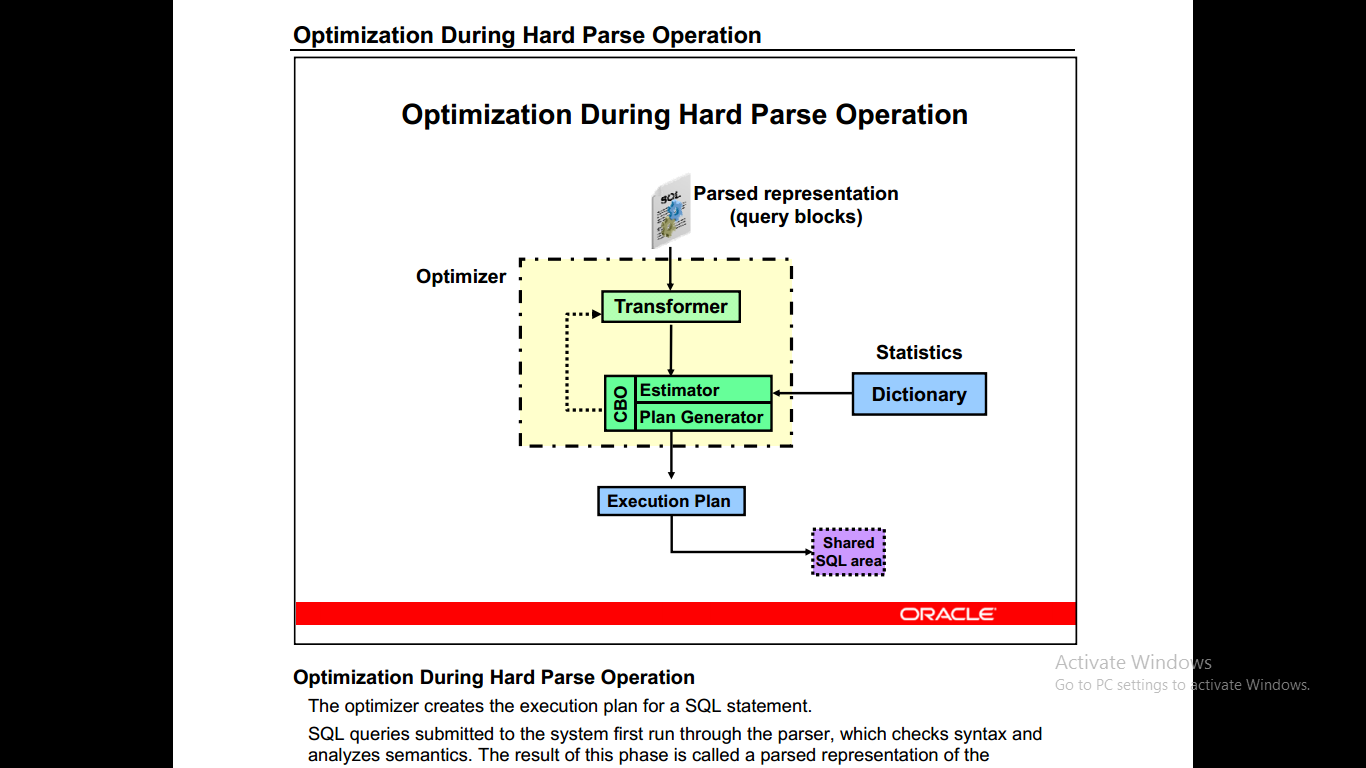 Optimization During Hard Parse Operation
Optimization During Hard Parse Operation
SQL
Parsed representation
(query blocks)
Optimizer
Transformer
Statistics
CBO
Estimator
Plan Generator
Dictionary
Execution Plan
Shared
SQL area
ORACLE
Optimization During Hard Parse Operation
The optimizer creates the execution plan for a SQL statement.
SQL queries submitted to the system first run through the parser, which checks syntax and
analyzes semantics. The result of this phase is called a parsed representation of the
Activate Windows
Go to PC settings to activate Windows.